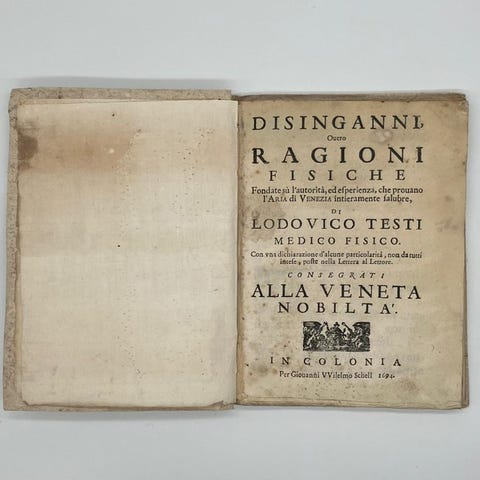 DISINGANNI,
Ouero
RAGIONI
FISICHE
Fondate sù l'autorità, ed esperienza, che prouano
l'ARIA di VENEZIA intieramente salubre,
DI
LODOVICO TESTI
MEDICO FISICO.
Con vna dichiarazione d'alcune particolarità, non da tutti
intese, poste nella Lettera al Lettore.
CONSEGRATI
ALLA VENETA
NOBILTA'.
IN COLONIA
Per Giouanni VVilelmo Schell 1694.